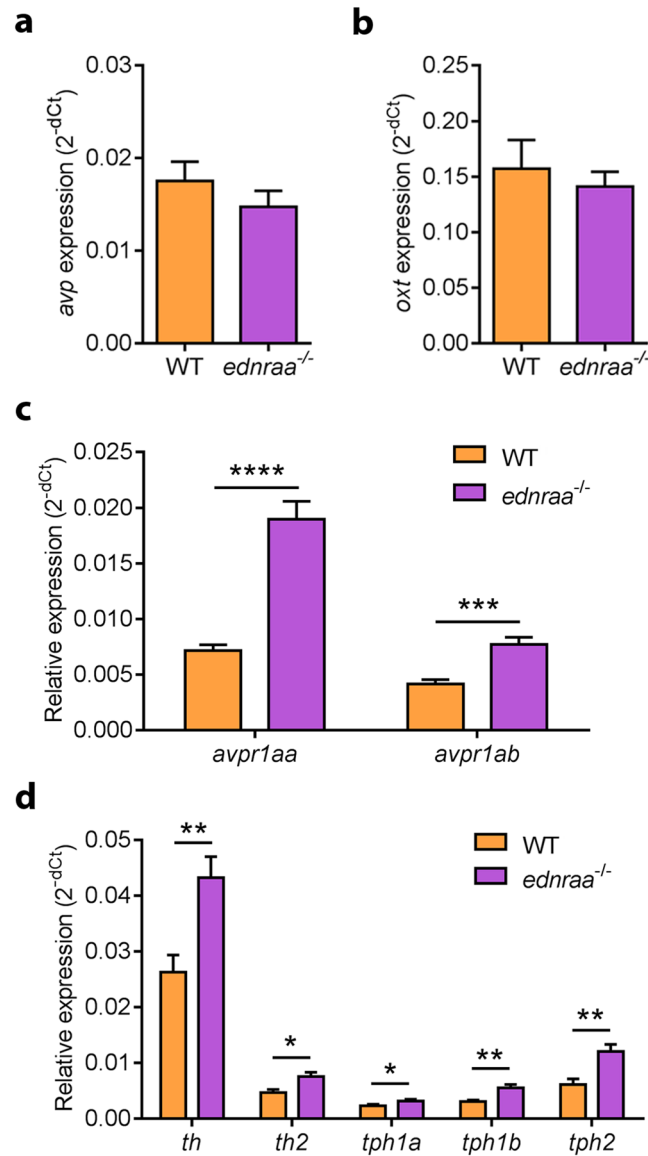 a
avp expression (2^-dCt)
0.03
0.02
0.01
0.00
WT
ednraa^-/-
b
oxt expression (2^-dCt)
0.25
0.20
0.15
0.10
0.05
0.00
WT
ednraa^-/-
c
Relative expression (2^-dCt)
0.025
0.020
0.015
0.010
0.005
0.000
****
***
WT
ednraa^-/-
avpr1aa
avpr1ab
d
Relative expression (2^-dCt)
0.05
0.04
0.03
0.02
0.01
0.00
**
*
*
**
**
WT
ednraa^-/-
th
th2
tph1a
tph1b
tph2